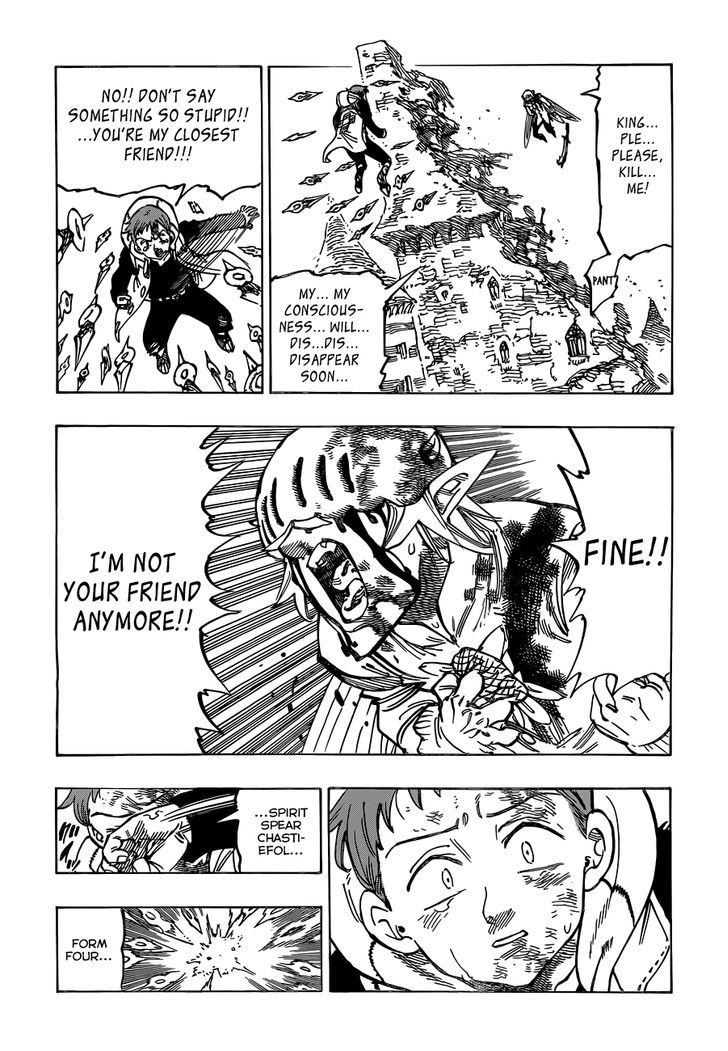 KING...
PLE...
PLEASE,
KILL...
ME!
PANT
MY... MY
CONSCIOUS-
NESS... WILL...
DIS...DIS...
DISAPPEAR
SOON...
NO!! DON'T SAY
SOMETHING SO STUPID!!
...YOU'RE MY CLOSEST
FRIEND!!!
FINE!!
I'M NOT
YOUR FRIEND
ANYMORE!!
...SPIRIT
SPEAR
CHASTI-
EFOL...
FORM
FOUR...